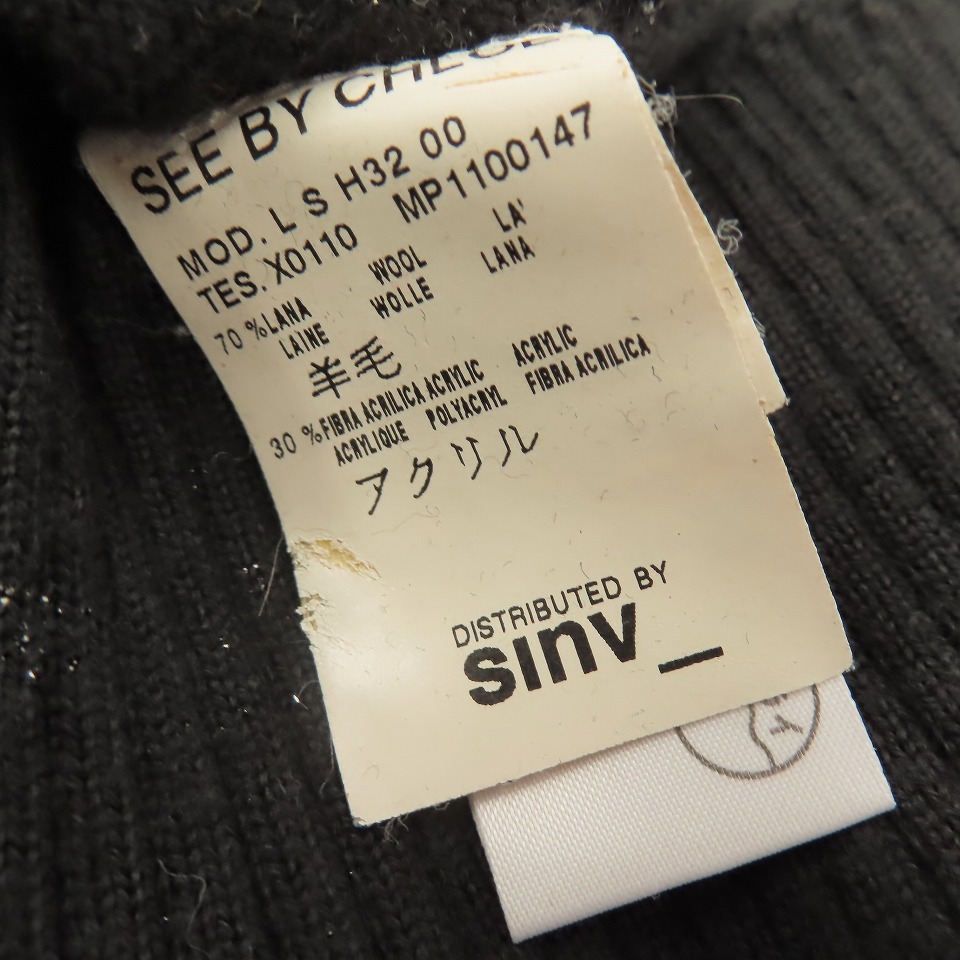 SEE BY CHLOE
MOD. L S H32 00
TES. X0110 MP1100147
70 %LANA WOOL LA'
LAINE WOLLE LANA
羊毛
30 %FIBRA ACRILICA ACRYLIC ACRYLIC
ACRYLIQUE POLYACRYL FIBRA ACRILICA
アクリル
DISTRIBUTED BY
sinv_